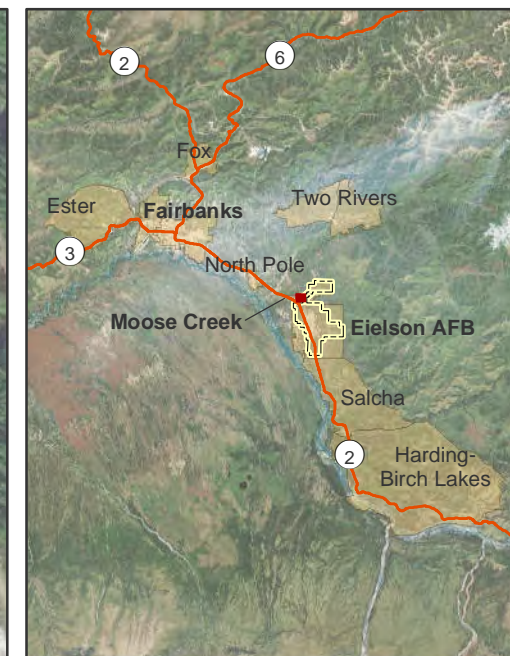 2
6
Fox
Ester
Two Rivers
Fairbanks
3
North Pole
Moose Creek
Eielson AFB
Salcha
2
Harding-
Birch Lakes